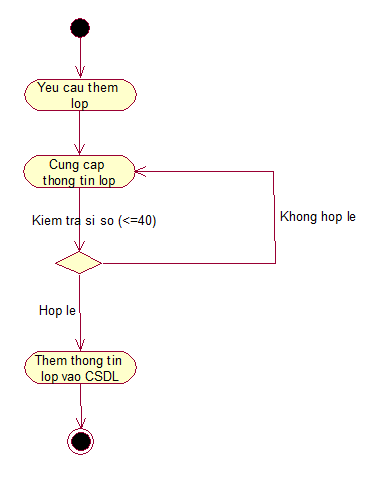 Yeu cau them
lop
Cung cap
thong tin lop
Kiem tra si so (<=40)
Khong hop le
Hop le
Them thong tin
lop vao CSDL